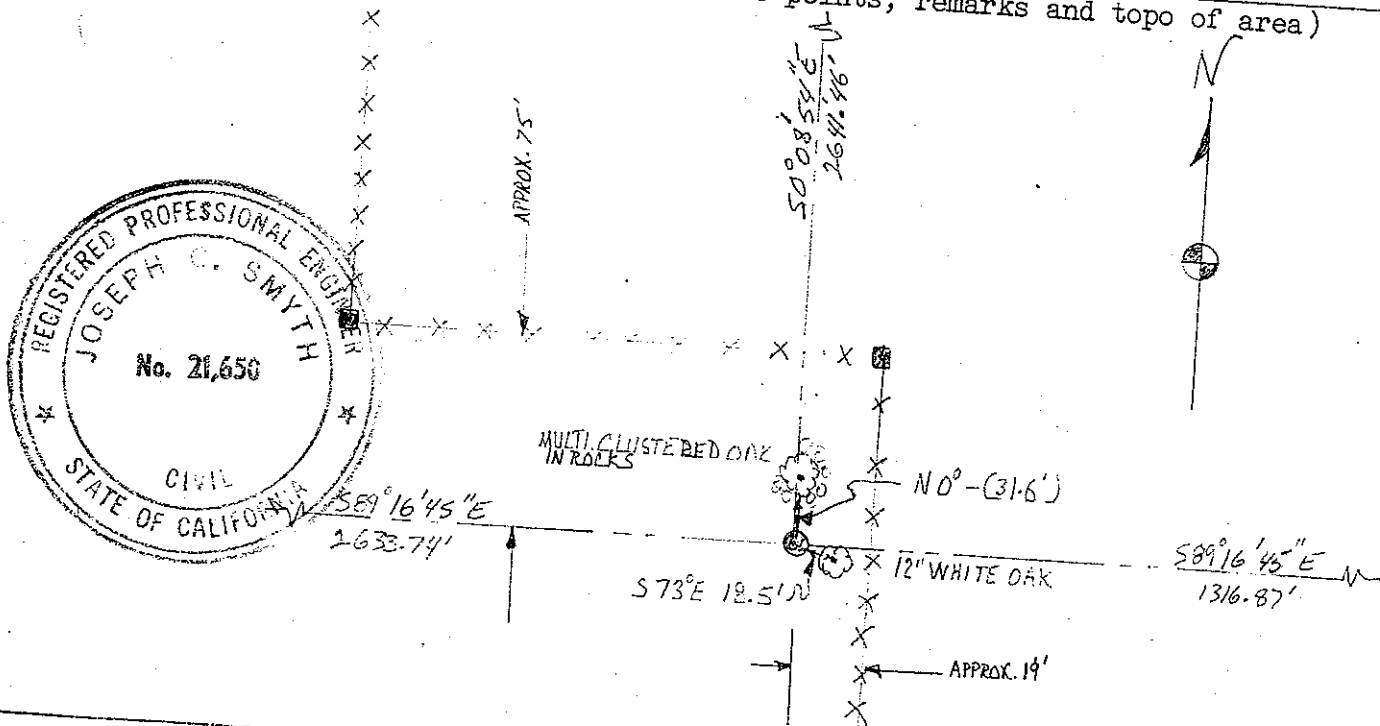 points, remarks and topo of area)
N
S0°08'54"E
2641.46'
APPROX. 75'
REGISTERED PROFESSIONAL ENGINEER
JOSEPH C. SMYTH
No. 21,650
CIVIL
STATE OF CALIFORNIA
MULTI. CLUSTERED OAK
IN ROCKS
N 0° - (31.6')
S89°16'45"E
2633.74'
12" WHITE OAK
S89°16'45"E
1316.87'
S 73°E 18.5'
APPROX. 19'